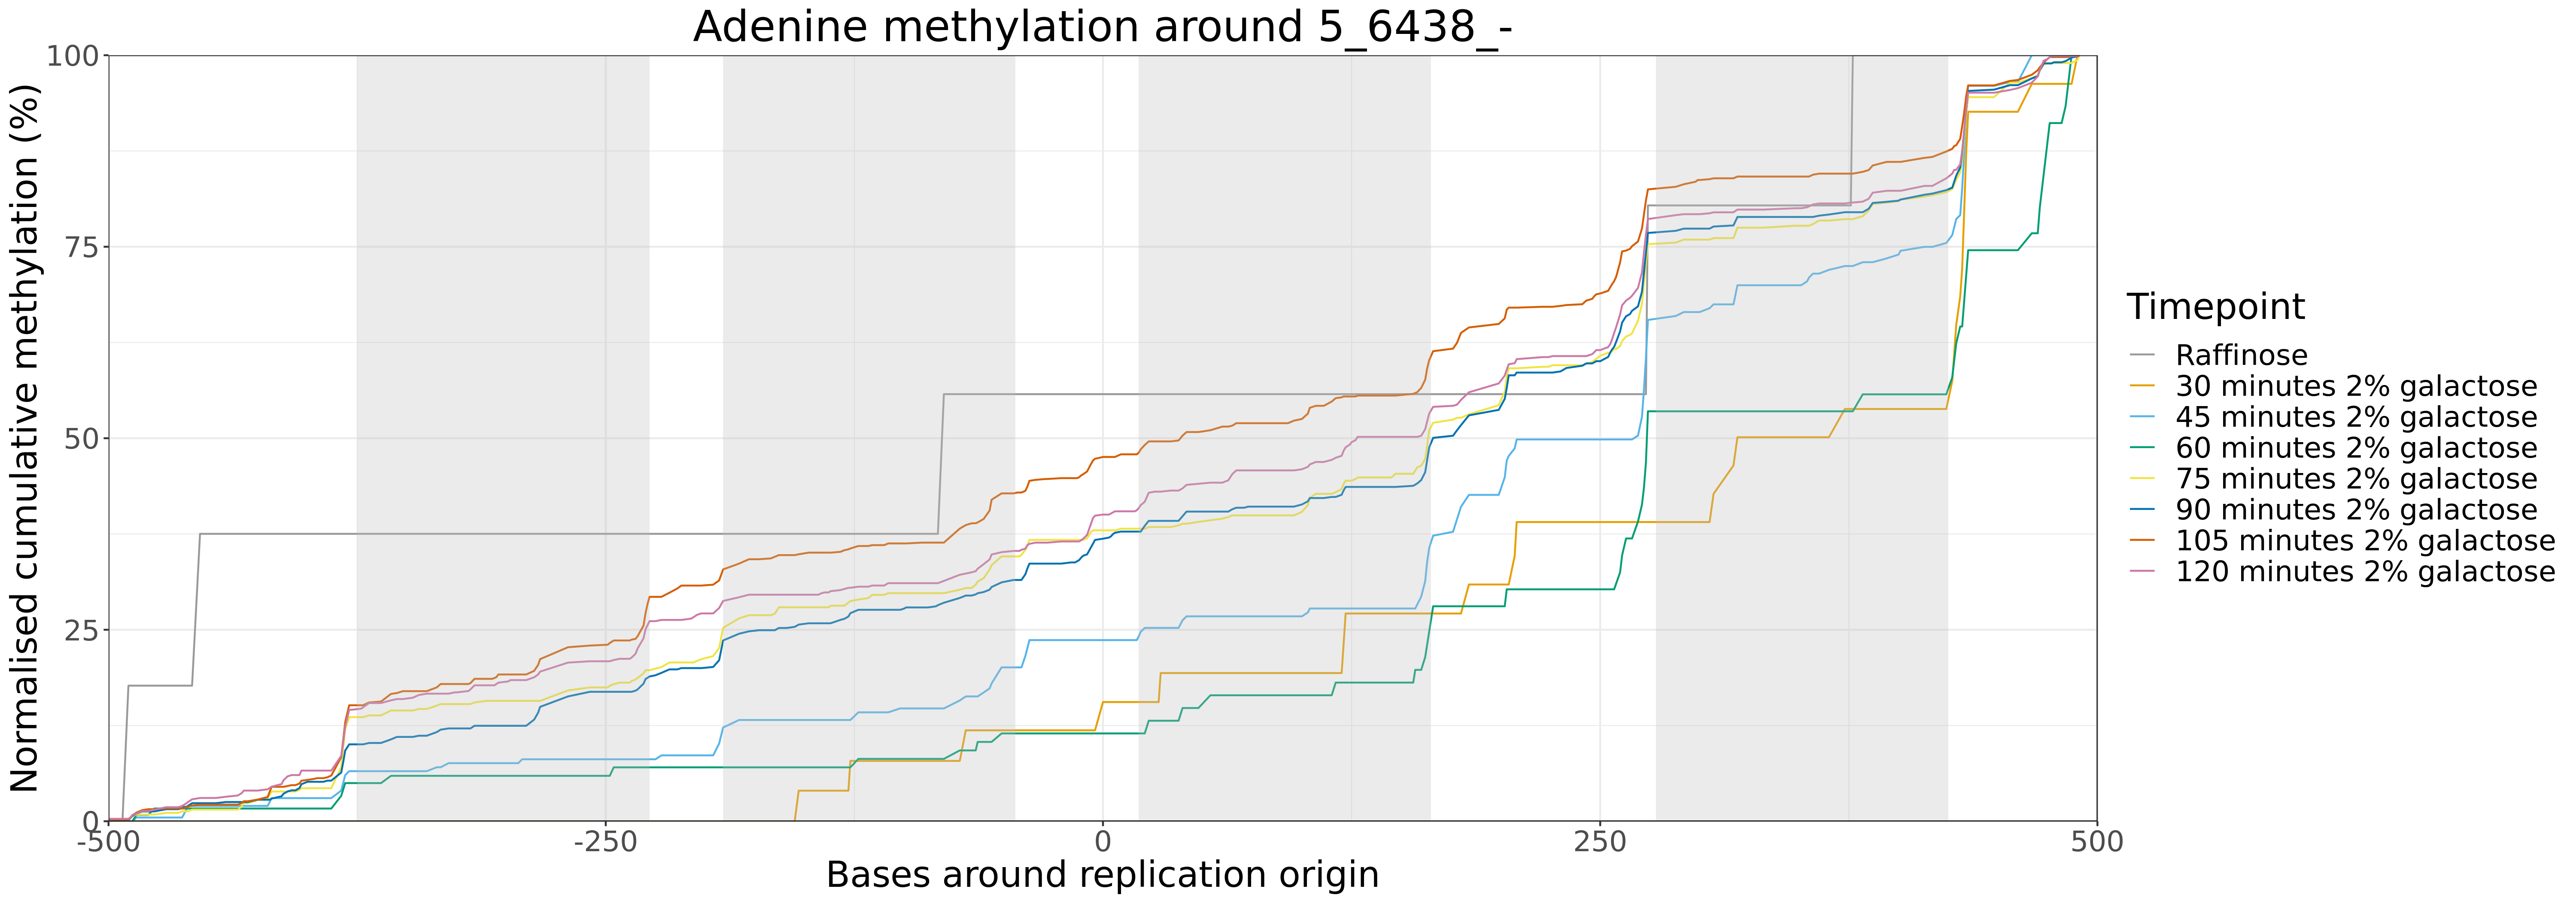 Adenine methylation around 5_6438_-
Normalised cumulative methylation (%)
100
75
50
25
0
-500
-250
0
250
500
Bases around replication origin
Timepoint
Raffinose
30 minutes 2% galactose
45 minutes 2% galactose
60 minutes 2% galactose
75 minutes 2% galactose
90 minutes 2% galactose
105 minutes 2% galactose
120 minutes 2% galactose